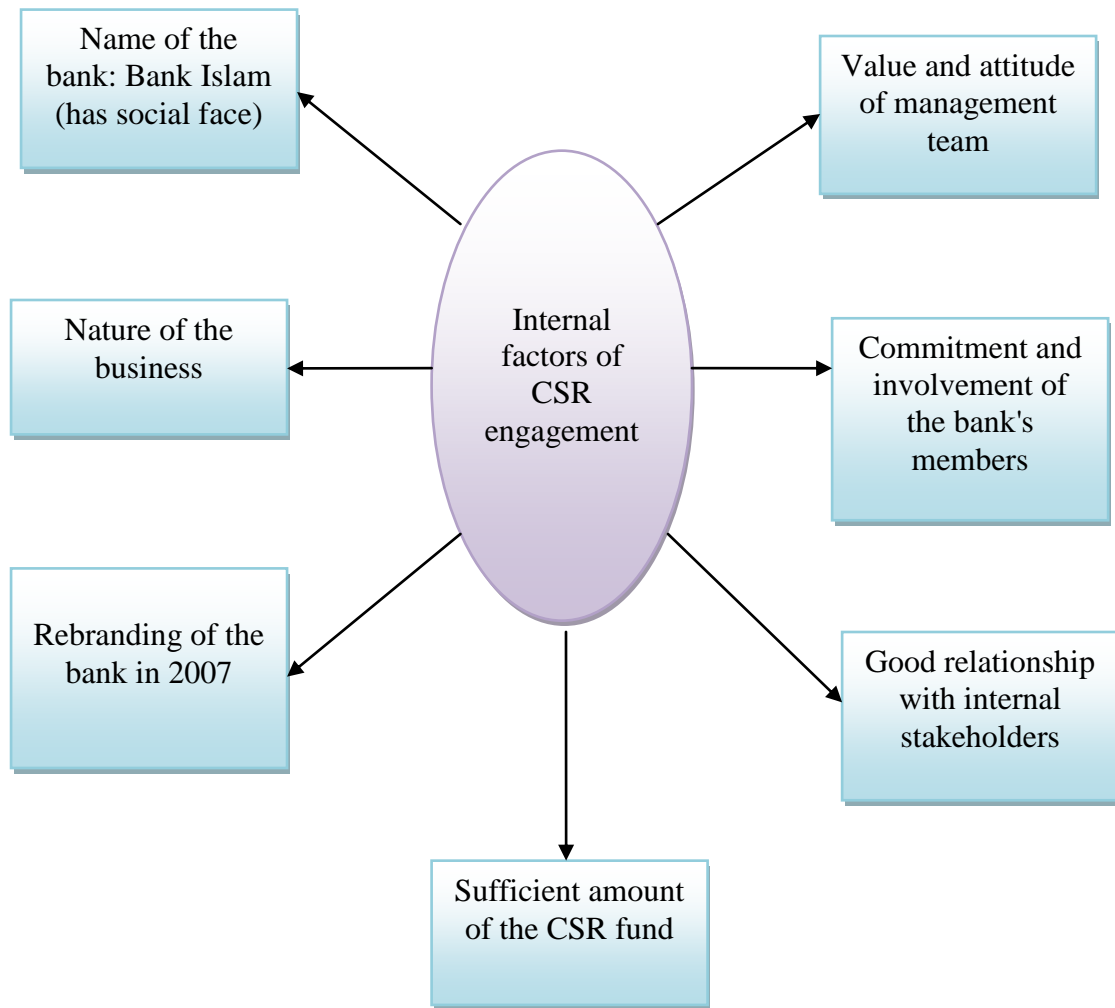 Name of the
bank: Bank Islam
(has social face)
Value and attitude
of management
team
Internal
factors of
CSR
engagement
Nature of the
business
Commitment and
involvement of
the bank's
members
Rebranding of the
bank in 2007
Good relationship
with internal
stakeholders
Sufficient amount
of the CSR fund